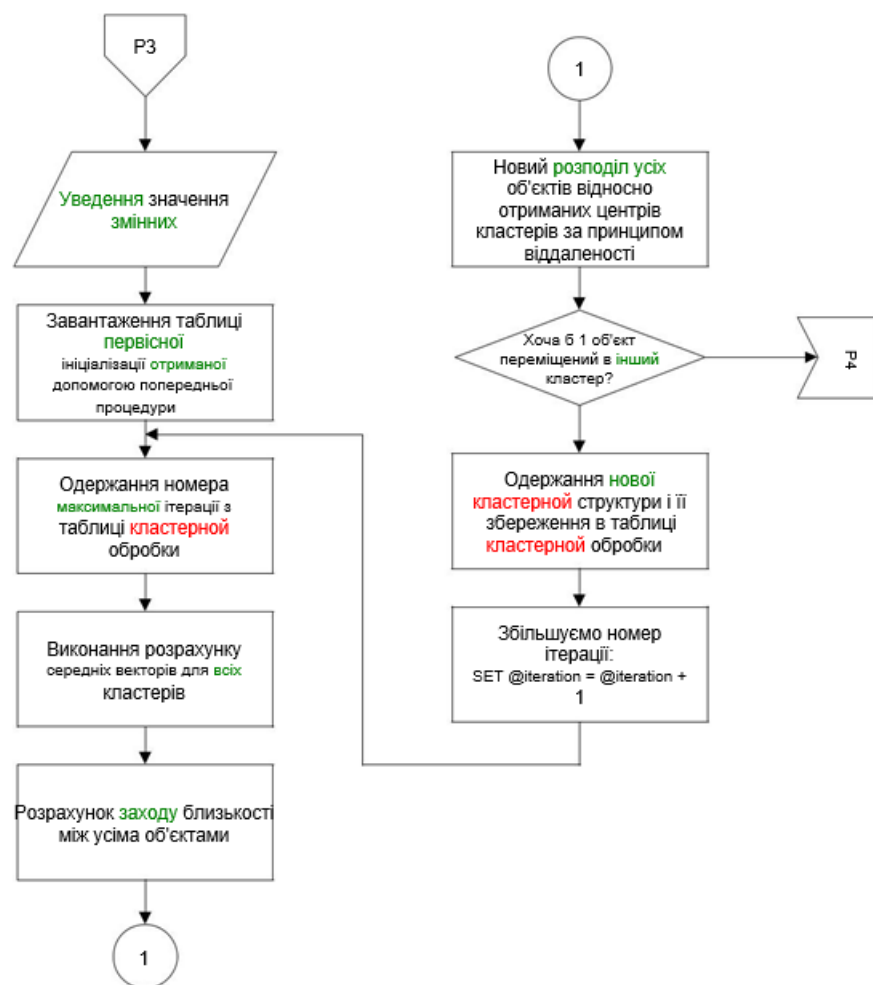 P3
Уведення значення
змінних
Завантаження таблиці
первісної
ініціалізації отриманої
допомогою попередньої
процедури
Одержання номера
максимальної ітерації з
таблиці кластерной
обробки
Виконання розрахунку
середніх векторів для всіх
кластерів
Розрахунок заходу близькості
між усіма об'єктами
1
1
Новий розподіл усіх
об'єктів відносно
отриманих центрів
кластерів за принципом
віддаленості
Хоча б 1 об'єкт
переміщений в інший
кластер?
P4
Одержання нової
кластерной структури і її
збереження в таблиці
кластерной обробки
Збільшуємо номер
ітерації:
SET @iteration = @iteration +
1